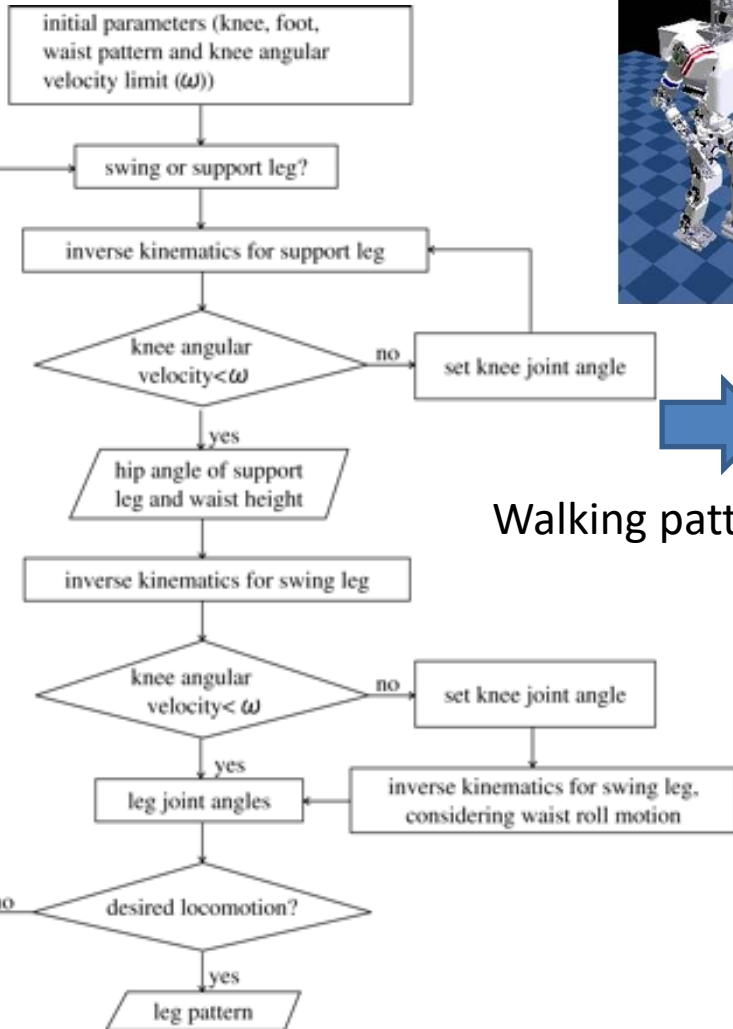 initial parameters (knee, foot,
waist pattern and knee angular
velocity limit (ω))
swing or support leg?
inverse kinematics for support leg
knee angular
velocity<ω
no
set knee joint angle
yes
hip angle of support
leg and waist height
Walking
inverse kinematics for swing leg
knee angular
velocity< ω
no
set knee joint angle
yes
leg joint angles
inverse kinematics for swing leg,
considering waist roll motion
desired locomotion?
no
yes
leg pattern